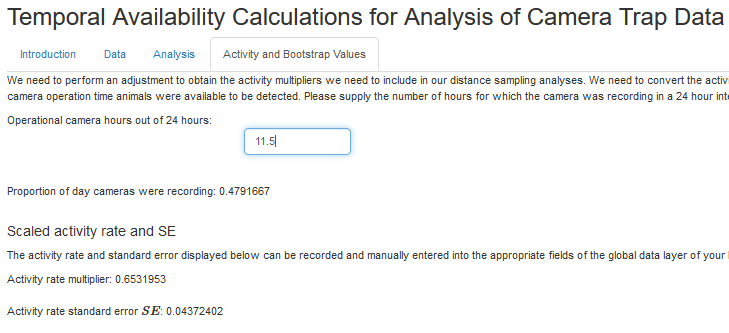 Temporal Availability Calculations for Analysis of Camera Trap Data
Introduction Data Analysis Activity and Bootstrap Values
We need to perform an adjustment to obtain the activity multipliers we need to include in our distance sampling analyses. We need to convert the activi
camera operation time animals were available to be detected. Please supply the number of hours for which the camera was recording in a 24 hour inte
Operational camera hours out of 24 hours:
11.5
Proportion of day cameras were recording: 0.4791667
Scaled activity rate and SE
The activity rate and standard error displayed below can be recorded and manually entered into the appropriate fields of the global data layer of your
Activity rate multiplier: 0.6531953
Activity rate standard error SE: 0.04372402